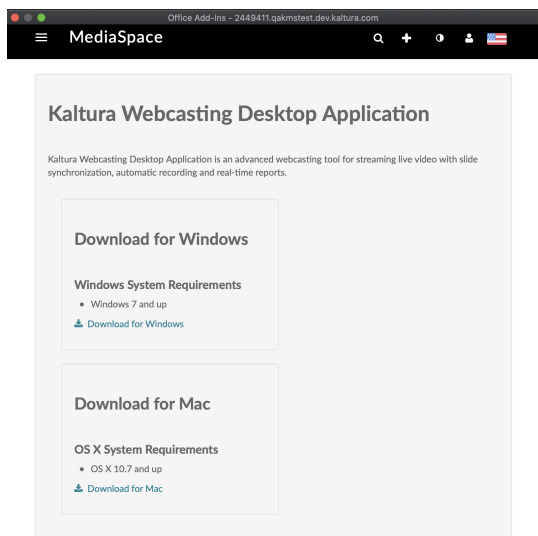 Office Add-ins - 2449411.qakmstest.dev.kaltura.com
MediaSpace
Kaltura Webcasting Desktop Application
Kaltura Webcasting Desktop Application is an advanced webcasting tool for streaming live video with slide
synchronization, automatic recording and real-time reports.
Download for Windows
Windows System Requirements
• Windows 7 and up
Download for Windows
Download for Mac
OS X System Requirements
• OS X 10.7 and up
Download for Mac